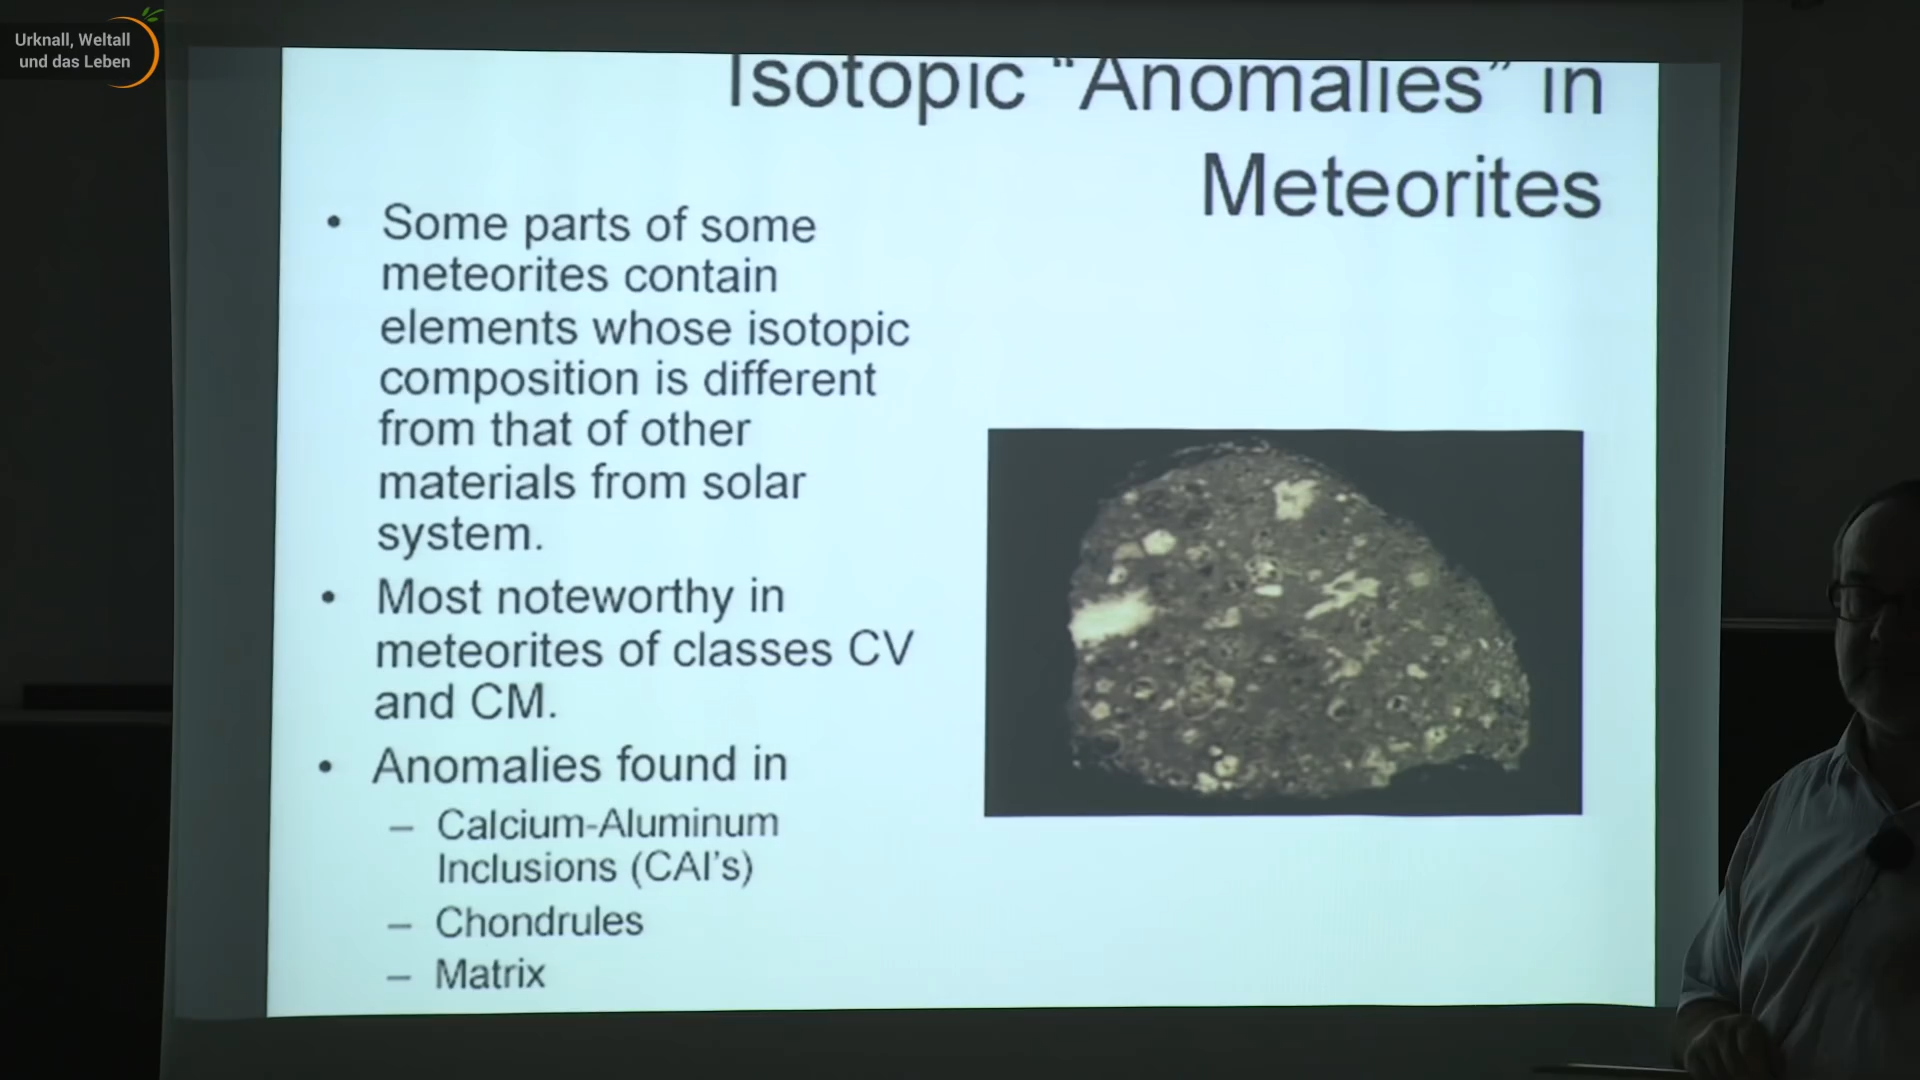 Urknall, Weltall
und das Leben
Isotopic “Anomalies” in
Meteorites
• Some parts of some
meteorites contain
elements whose isotopic
composition is different
from that of other
materials from solar
system.
• Most noteworthy in
meteorites of classes CV
and CM.
• Anomalies found in
– Calcium-Aluminum
Inclusions (CAI’s)
– Chondrules
– Matrix